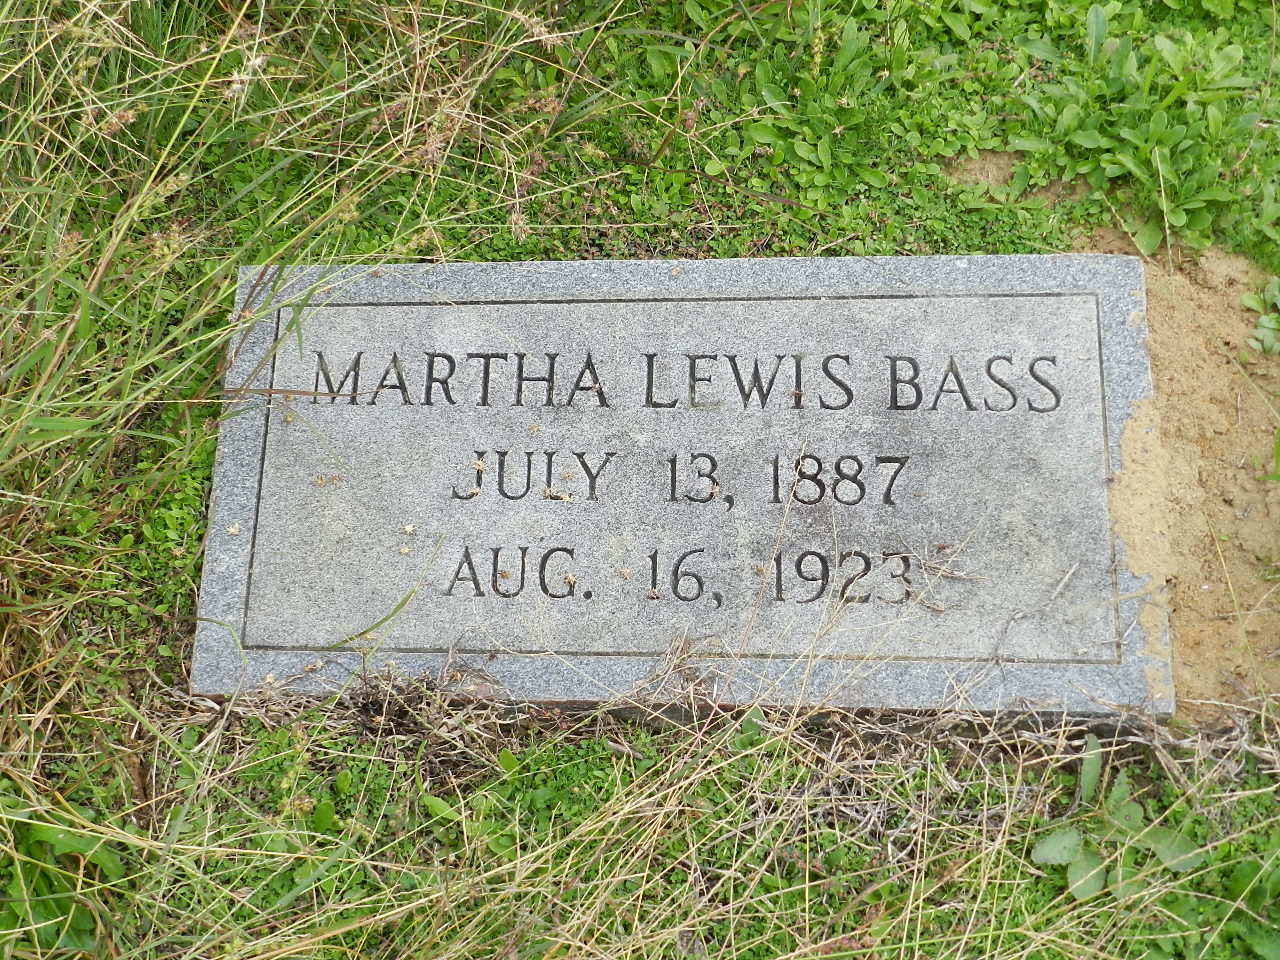 MARTHA LEWIS BASS
JULY 13, 1887
AUG. 16, 1923